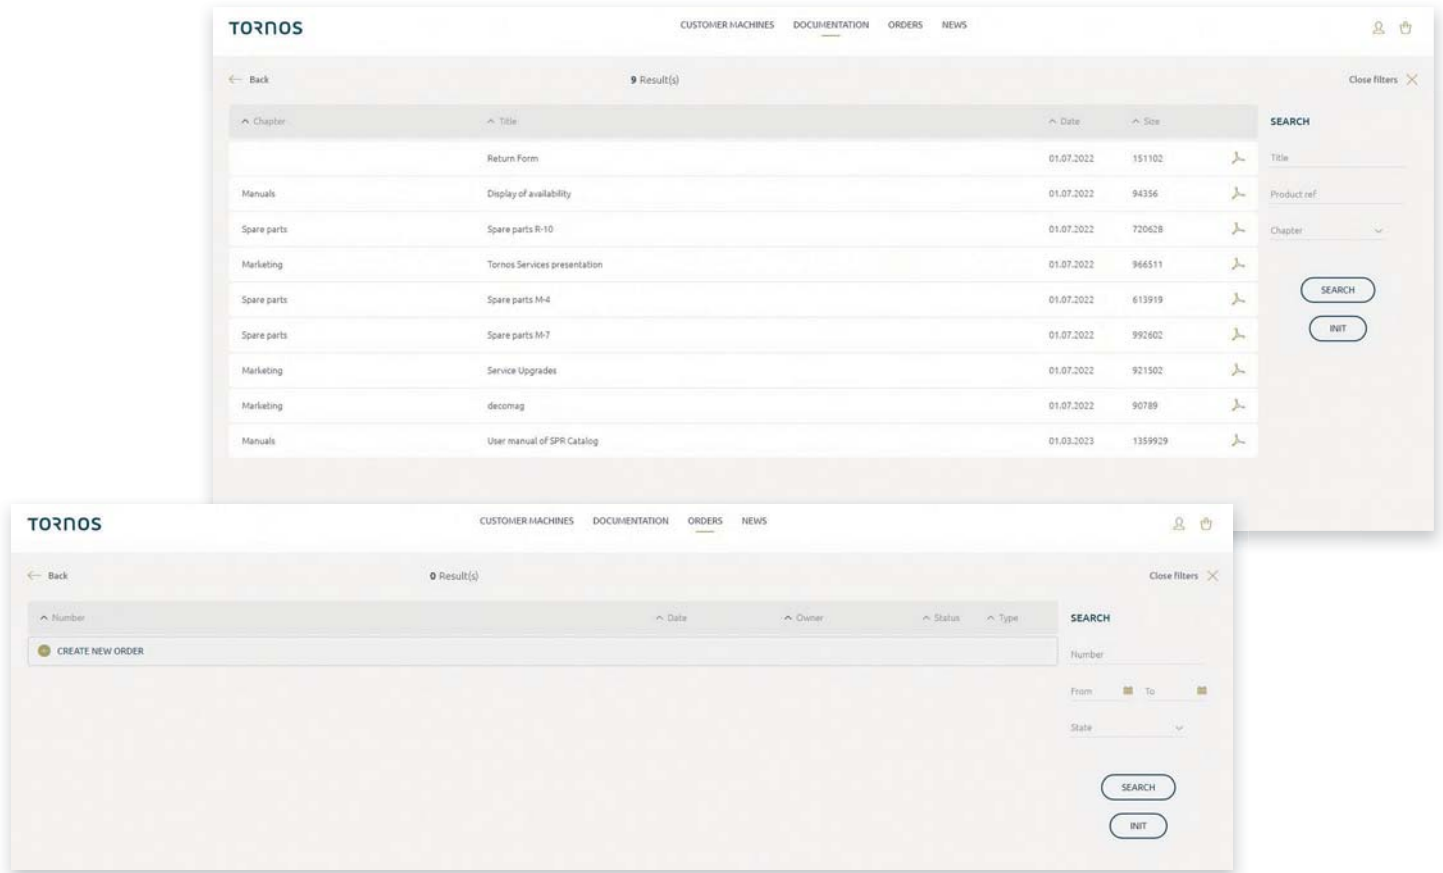 TORNOS
CUSTOMER MACHINES DOCUMENTATION ORDERS NEWS
Back
9 Result(s)
Close filters
Chapter Title Date Size
Return Form 01.07.2022 151102
Manuals Display of availability 01.07.2022 94356
Spare parts Spare parts R-10 01.07.2022 720628
Marketing Tornos Services presentation 01.07.2022 966511
Spare parts Spare parts M-4 01.07.2022 613919
Spare parts Spare parts M-7 01.07.2022 992602
Marketing Service Upgrades 01.07.2022 921502
Marketing decomag 01.07.2022 90789
Manuals User manual of SPR Catalog 01.03.2023 1359929
SEARCH
Title
Product ref
Chapter
SEARCH
INIT
TORNOS
CUSTOMER MACHINES DOCUMENTATION ORDERS NEWS
Back
0 Result(s)
Close filters
Number Date Owner Status Type
CREATE NEW ORDER
SEARCH
Number
From To
State
SEARCH
INIT